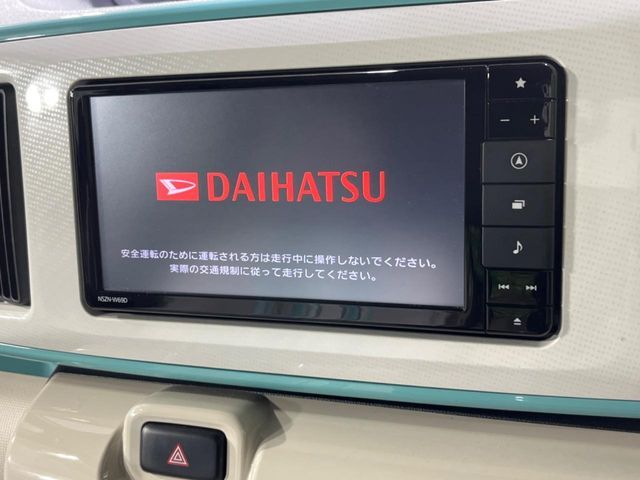 DAIHATSU
安全運転のために運転される方は走行中に操作しないでください。
実際の交通規制に従って走行してください。
NSZN-W69D